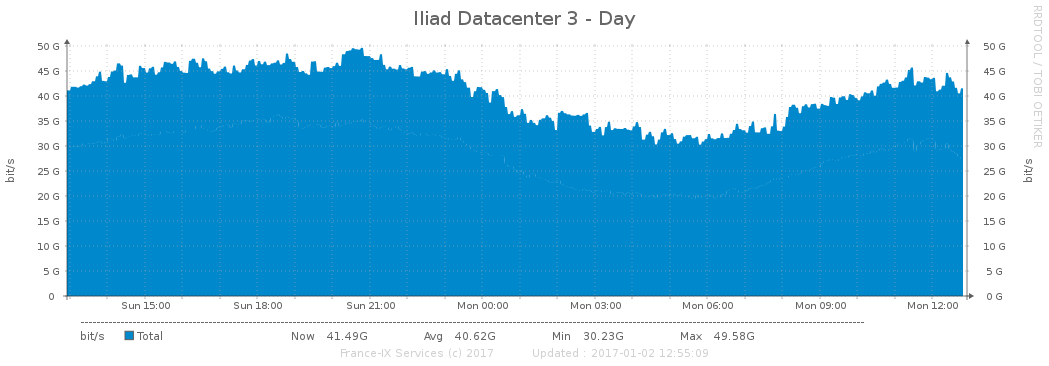 Iliad Datacenter 3 - Day
RRDTOOL / TOBI OETIKER
bit/s
50 G
45 G
40 G
35 G
30 G
25 G
20 G
15 G
10 G
5 G
0
50 G
45 G
40 G
35 G
30 G
25 G
20 G
15 G
10 G
5 G
0 G
bit/s
Sun 15:00 Sun 18:00 Sun 21:00 Mon 00:00 Mon 03:00 Mon 06:00 Mon 09:00 Mon 12:00
bit/s Total Now 41.49G Avg 40.62G Min 30.23G Max 49.58G
France-IX Services (c) 2017 Updated : 2017-01-02 12:55:09